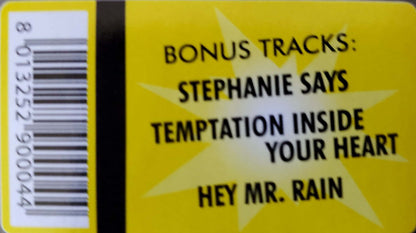 BONUS TRACKS:
STEPHANIE SAYS
TEMPTATION INSIDE
YOUR HEART
HEY MR. RAIN
8 013252 900044